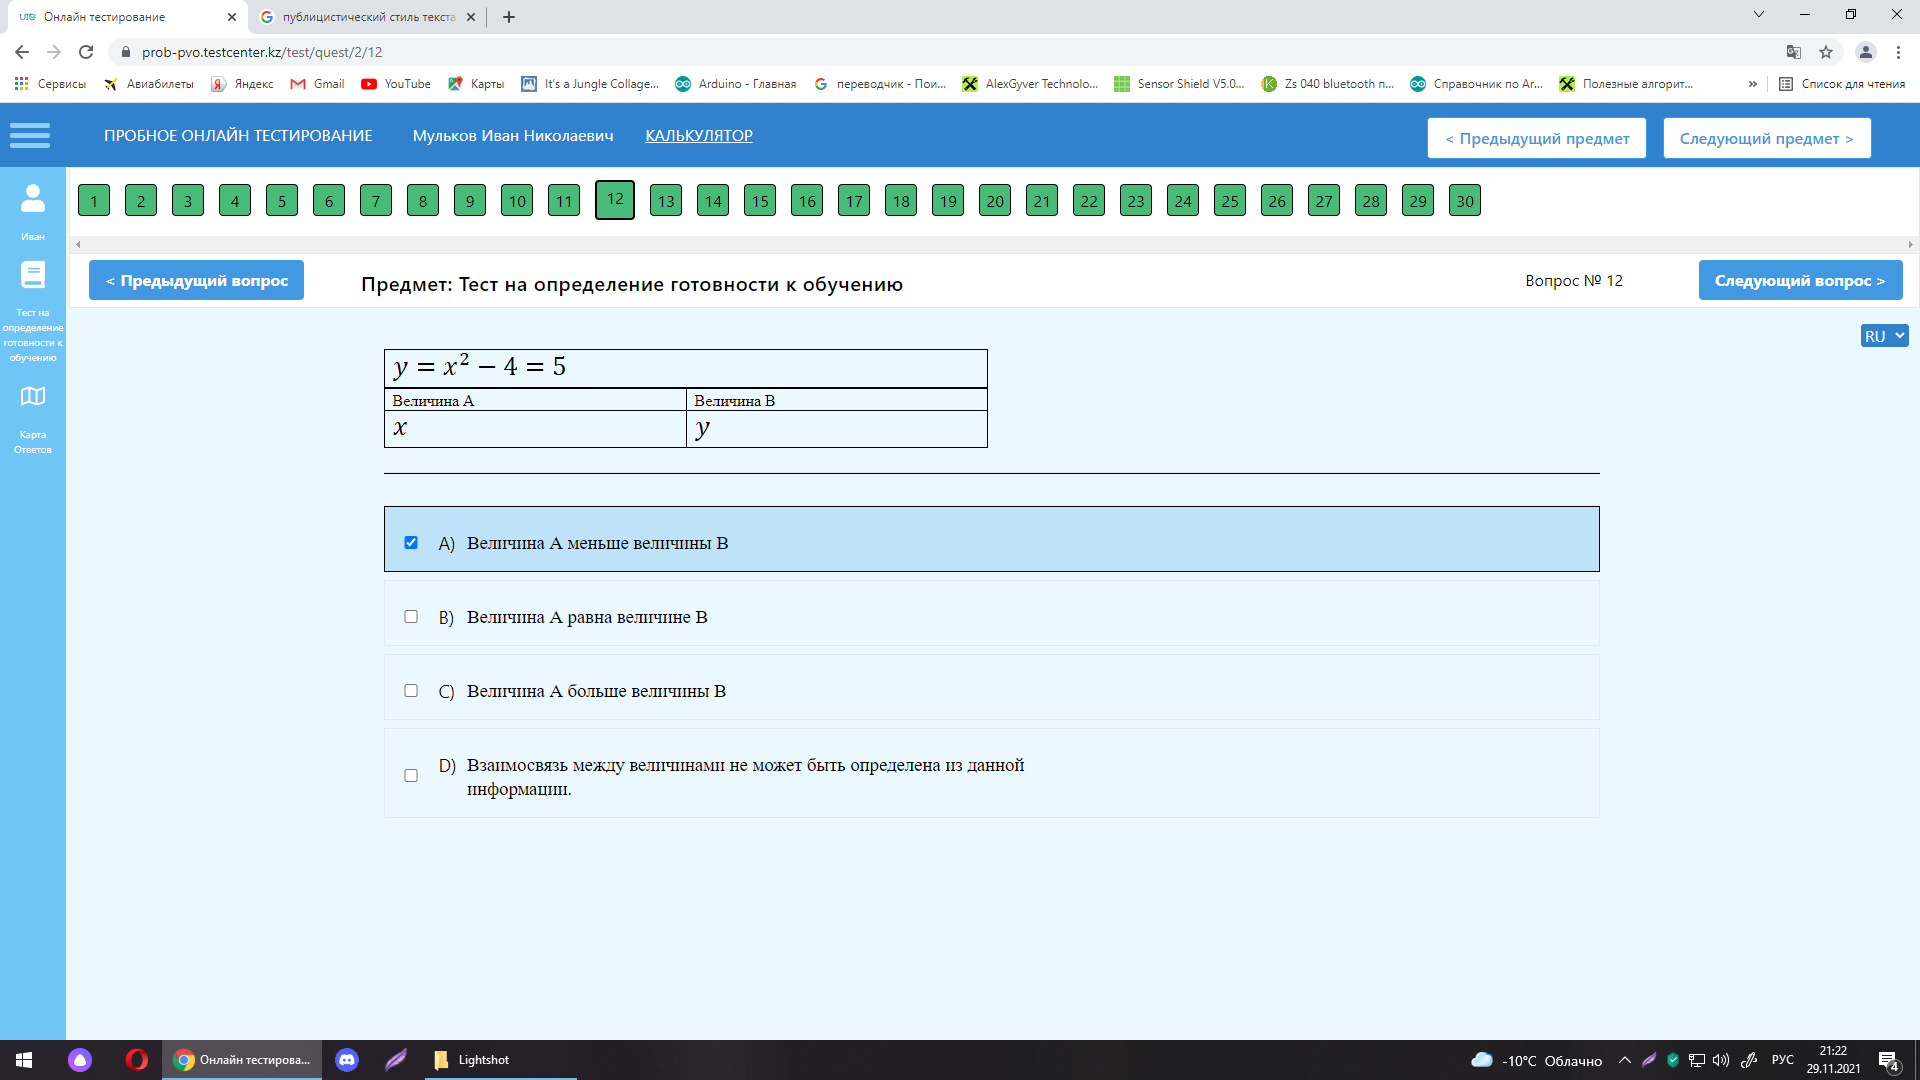 Онлайн тестирование
публицистический стиль текста
prob-pvo.testcenter.kz/test/quest/2/12
Сервисы Авиабилеты Яндекс Gmail YouTube Карты It's a Jungle Collage... Arduino - Главная переводчик - Пои... AlexGyver Technolo... Sensor Shield V5.0... Zs 040 bluetooth п... Справочник по Ar... Полезные алгорит... » Список для чтения
ПРОБНОЕ ОНЛАЙН ТЕСТИРОВАНИЕ Мульков Иван Николаевич КАЛЬКУЛЯТОР < Предыдущий предмет Следующий предмет >
1 2 3 4 5 6 7 8 9 10 11 12 13 14 15 16 17 18 19 20 21 22 23 24 25 26 27 28 29 30
Иван
Тест на
определение
готовности к
обучению
Карта
Ответов
< Предыдущий вопрос Предмет: Тест на определение готовности к обучению Вопрос № 12 Следующий вопрос >
RU
y = x² − 4 = 5
Величина A Величина B
x y
A) Величина A меньше величины B
B) Величина A равна величине B
C) Величина A больше величины B
D) Взаимосвязь между величинами не может быть определена из данной
информации.
Онлайн тестирова... Lightshot -10°C Облачно РУС 21:22
29.11.2021
4